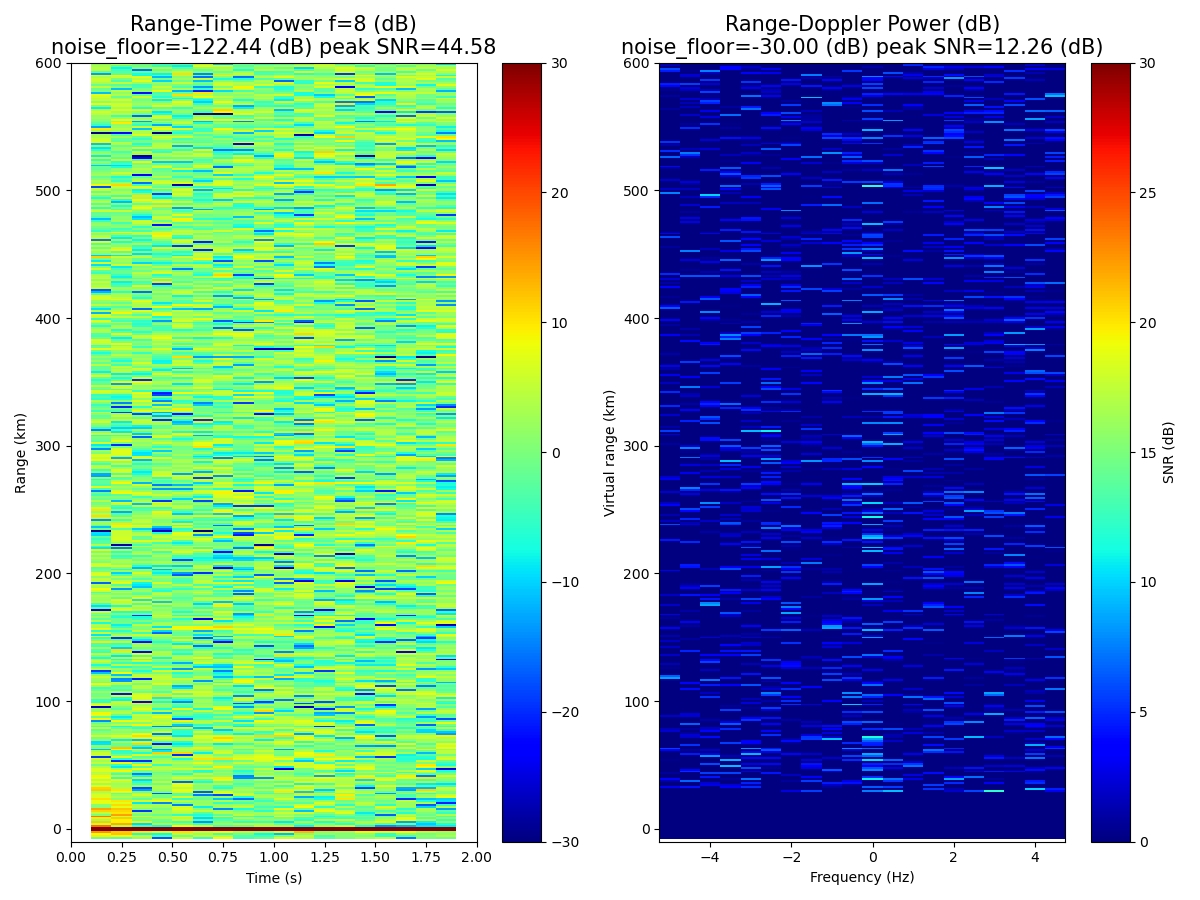 Range-Time Power f=8 (dB)
noise_floor=-122.44 (dB) peak SNR=44.58
600
500
400
300
200
100
0
Range (km)
0.00 0.25 0.50 0.75 1.00 1.25 1.50 1.75 2.00
Time (s)
30
20
10
0
−10
−20
−30
Range-Doppler Power (dB)
noise_floor=-30.00 (dB) peak SNR=12.26 (dB)
600
500
400
300
200
100
0
Virtual range (km)
−4 −2 0 2 4
Frequency (Hz)
30
25
20
15
10
5
0
SNR (dB)